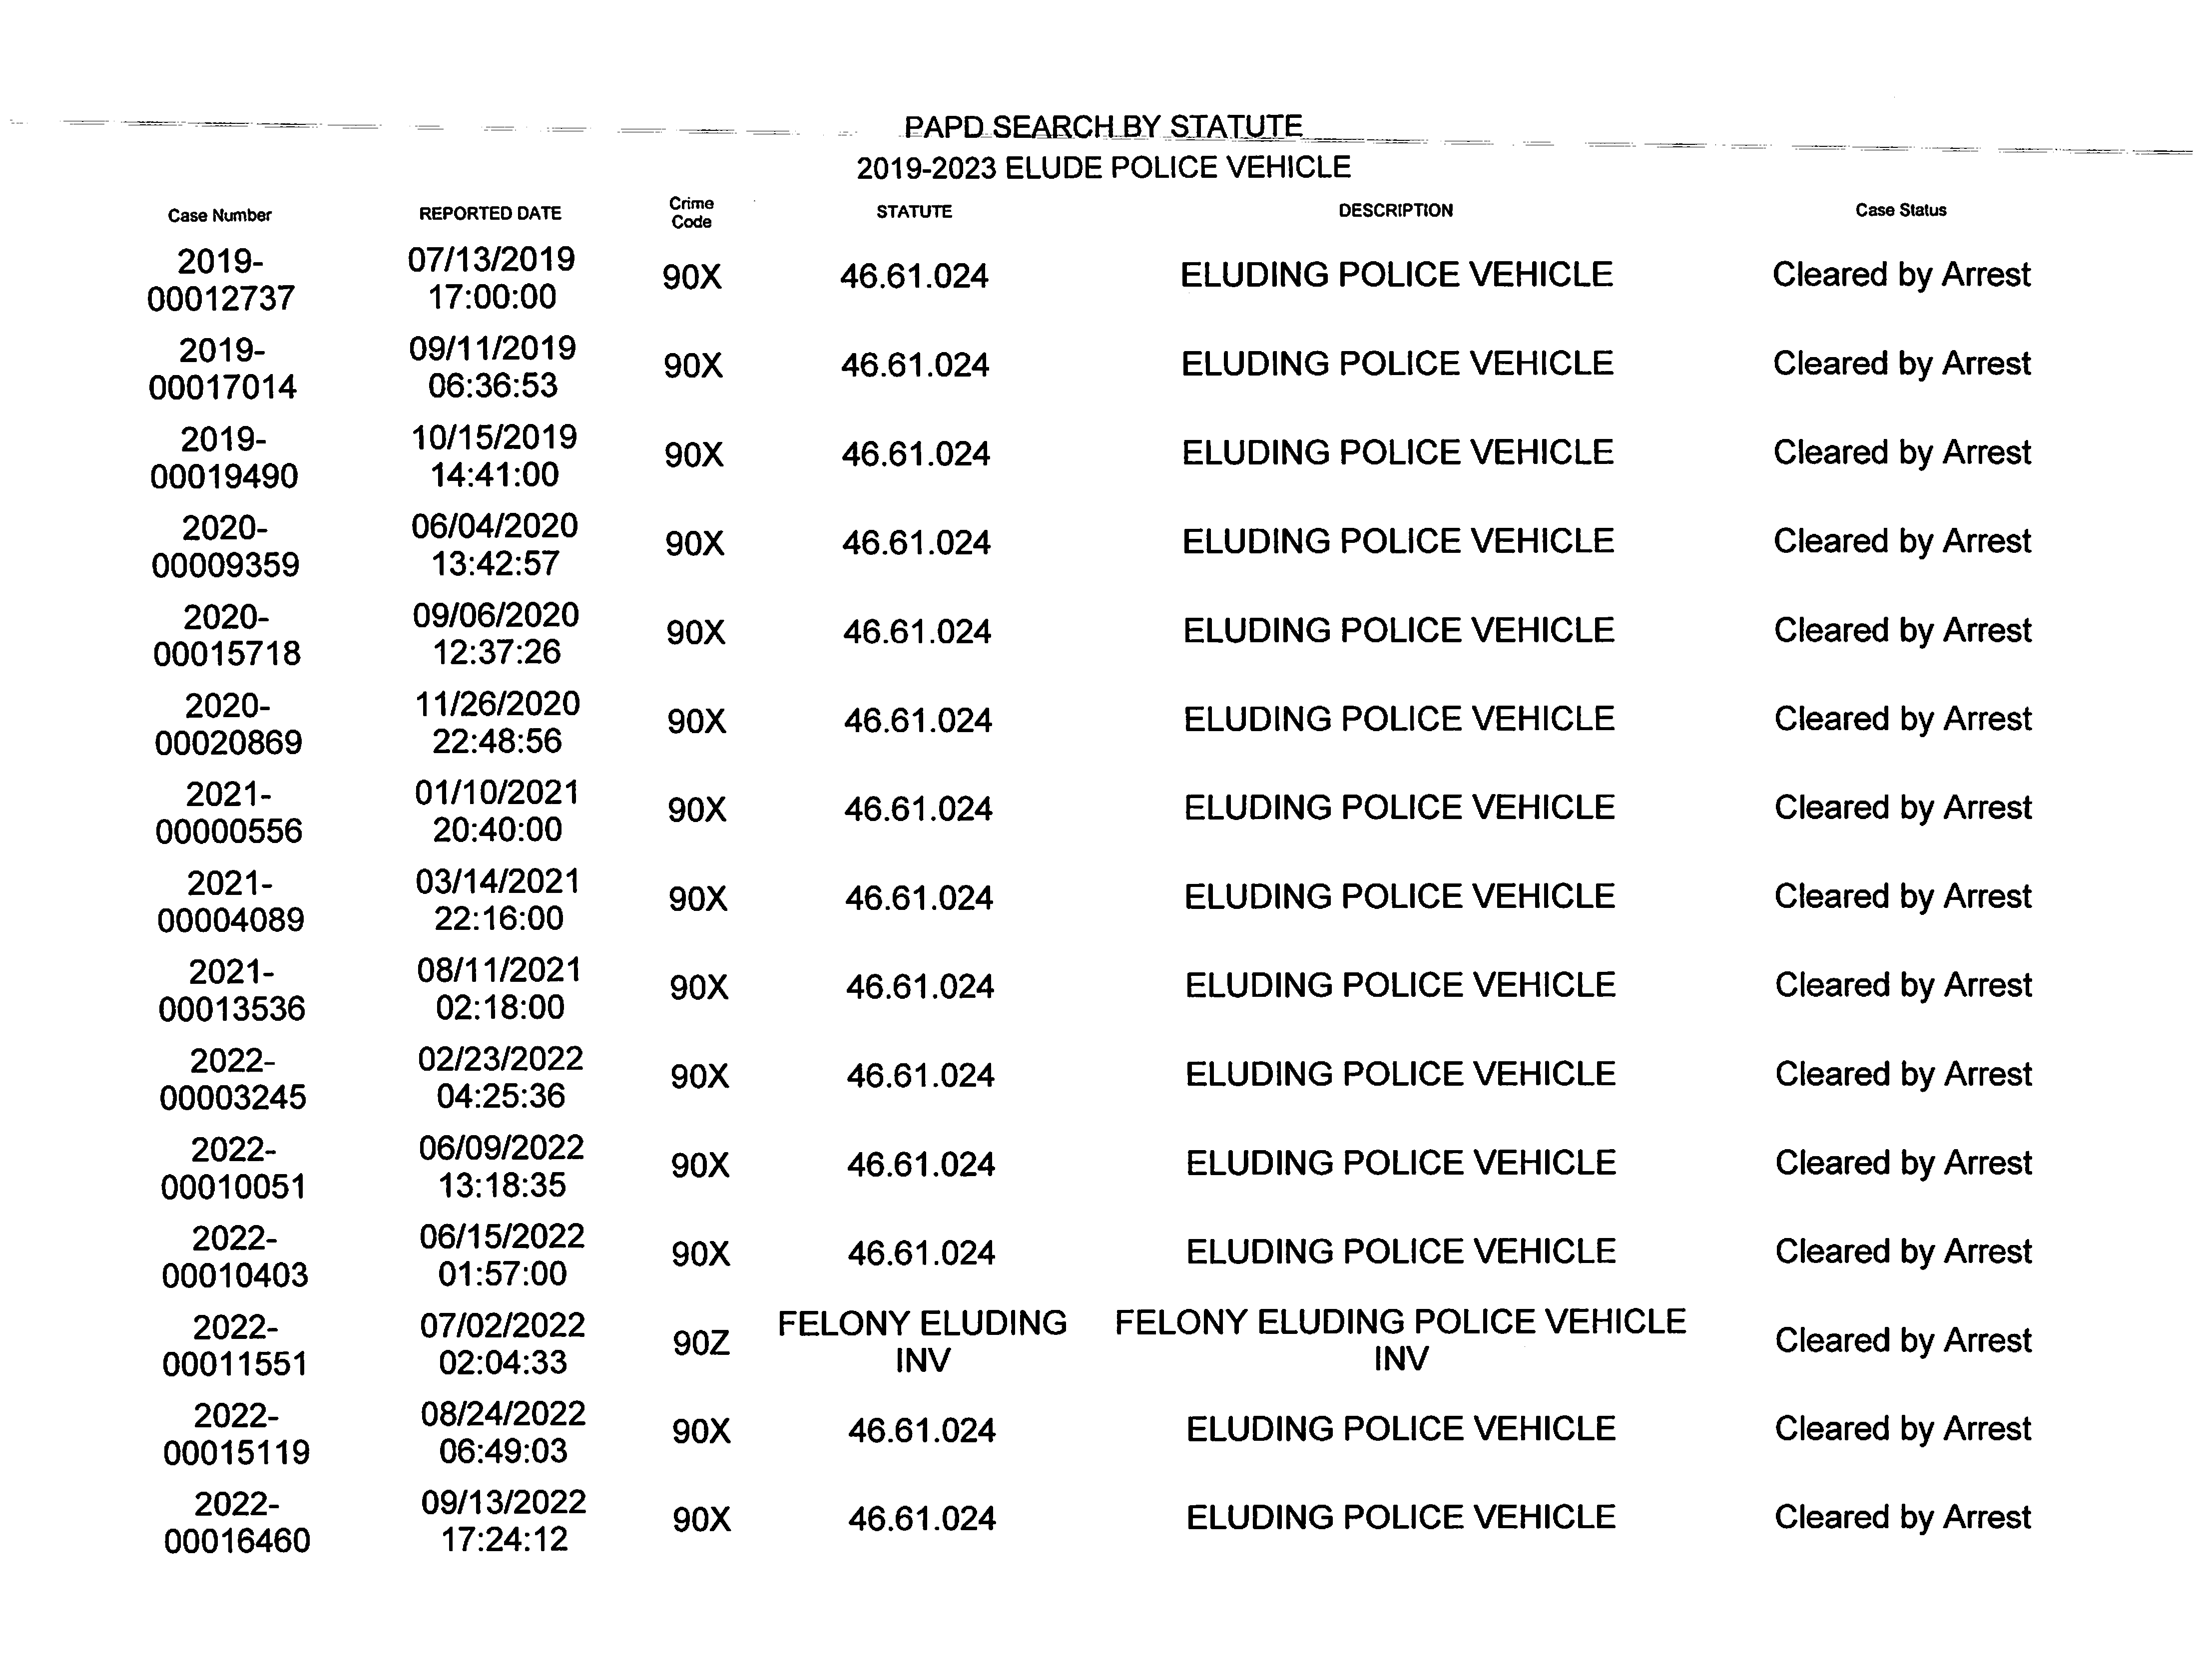 PAPD SEARCH BY STATUTE
2019-2023 ELUDE POLICE VEHICLE
Case Number REPORTED DATE Crime Code STATUTE DESCRIPTION Case Status
2019- 07/13/2019
90X 46.61.024 ELUDING POLICE VEHICLE Cleared by Arrest
00012737 17:00:00
2019- 09/11/2019
90X 46.61.024 ELUDING POLICE VEHICLE Cleared by Arrest
00017014 06:36:53
2019- 10/15/2019
90X 46.61.024 ELUDING POLICE VEHICLE Cleared by Arrest
00019490 14:41:00
2020- 06/04/2020
90X 46.61.024 ELUDING POLICE VEHICLE Cleared by Arrest
00009359 13:42:57
2020- 09/06/2020
90X 46.61.024 ELUDING POLICE VEHICLE Cleared by Arrest
00015718 12:37:26
2020- 11/26/2020
90X 46.61.024 ELUDING POLICE VEHICLE Cleared by Arrest
00020869 22:48:56
2021- 01/10/2021
90X 46.61.024 ELUDING POLICE VEHICLE Cleared by Arrest
00000556 20:40:00
2021- 03/14/2021
90X 46.61.024 ELUDING POLICE VEHICLE Cleared by Arrest
00004089 22:16:00
2021- 08/11/2021
90X 46.61.024 ELUDING POLICE VEHICLE Cleared by Arrest
00013536 02:18:00
2022- 02/23/2022
90X 46.61.024 ELUDING POLICE VEHICLE Cleared by Arrest
00003245 04:25:36
2022- 06/09/2022
90X 46.61.024 ELUDING POLICE VEHICLE Cleared by Arrest
00010051 13:18:35
2022- 06/15/2022
90X 46.61.024 ELUDING POLICE VEHICLE Cleared by Arrest
00010403 01:57:00
2022- 07/02/2022 FELONY ELUDING FELONY ELUDING POLICE VEHICLE
90Z Cleared by Arrest
00011551 02:04:33 INV INV
2022- 08/24/2022
90X 46.61.024 ELUDING POLICE VEHICLE Cleared by Arrest
00015119 06:49:03
2022- 09/13/2022
90X 46.61.024 ELUDING POLICE VEHICLE Cleared by Arrest
00016460 17:24:12